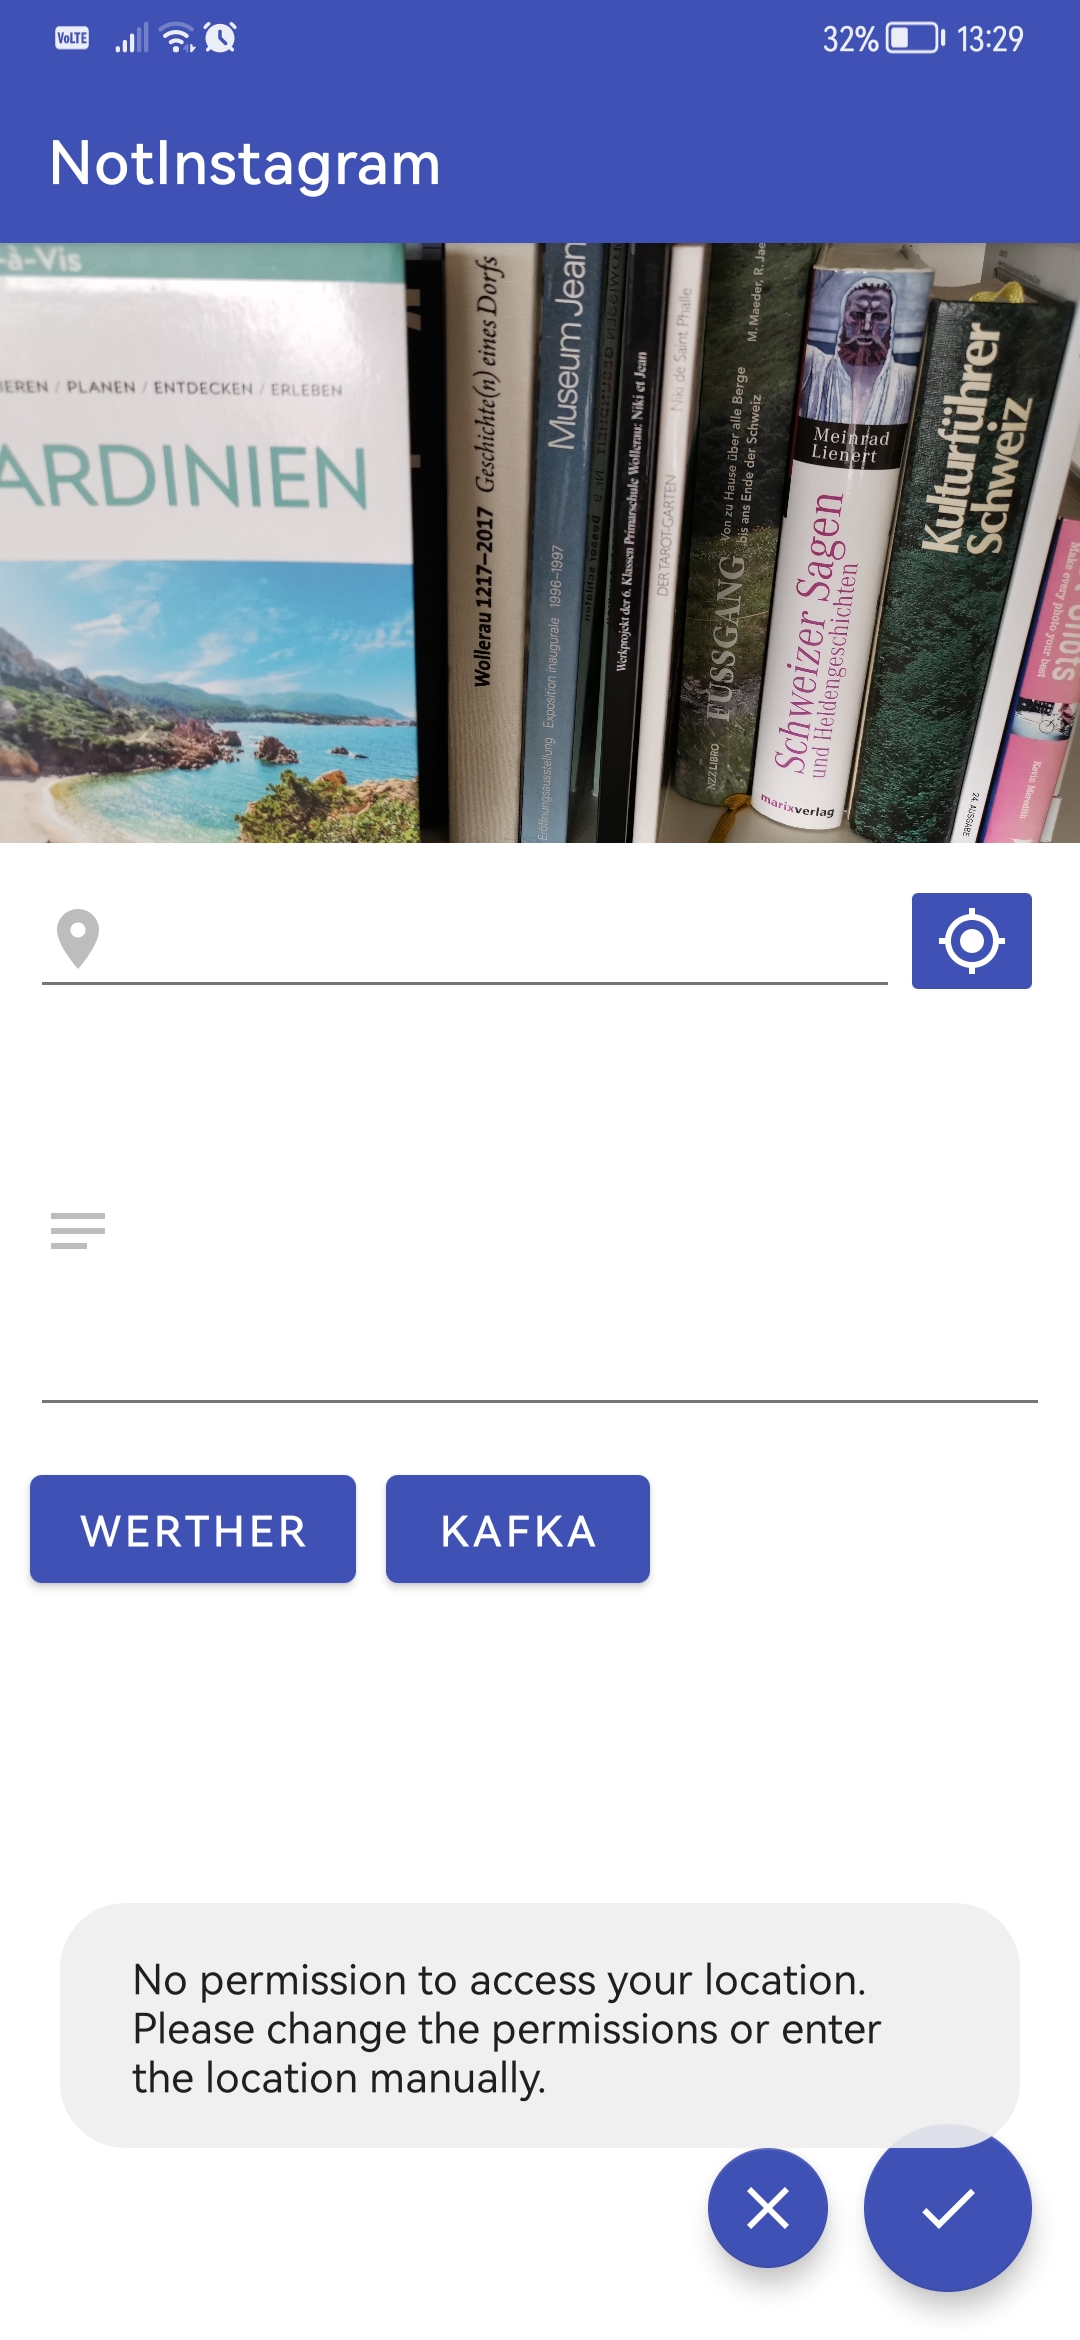 VoLTE
32% 13:29
NotInstagram
-à-Vis
IEREN / PLANEN / ENTDECKEN / ERLEBEN
ARDINIEN
Wollerau 1217–2017 Geschichte(n) eines Dorfs
Eröffnungsausstellung Exposition inaugurale 1996–1997 Museum Jean
Werkprojekt der 6. Klassen Primarschule Wollerau: Niki et Jean
DER TAROT-GARTEN Niki de Saint Phalle
NZZ LIBRO
FUSSGANG
Von zu Hause über alle Berge
bis ans Ende der Schweiz
M. Maeder, R. Jae
Meinrad
Lienert
Schweizer Sagen
und Heldengeschichten
marixverlag
Kulturführer
Schweiz
24. AUSGABE
Make every photo your best
Kevin Meredith
WERTHER
KAFKA
No permission to access your location.
Please change the permissions or enter
the location manually.